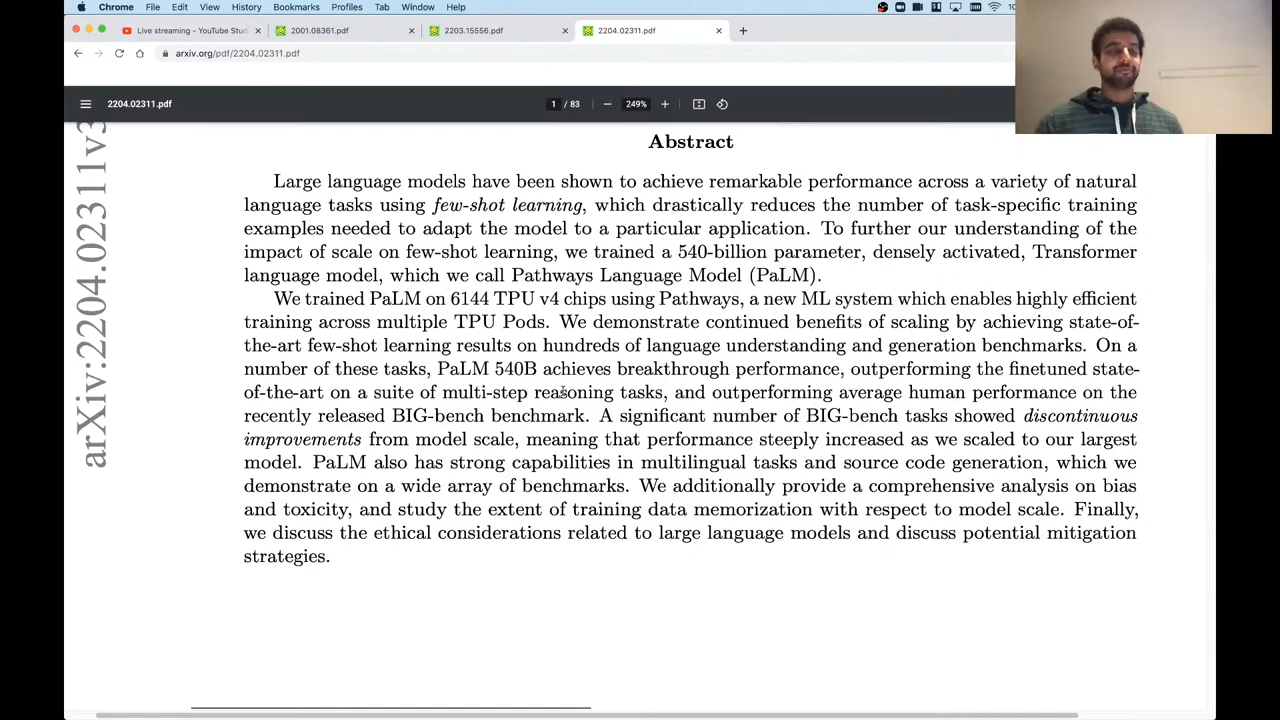 Chrome File Edit View History Bookmarks Profiles Tab Window Help
Live streaming - YouTube Studi
2001.08361.pdf
2203.15556.pdf
2204.02311.pdf
arxiv.org/pdf/2204.02311.pdf
2204.02311.pdf
1 / 83
249%
arXiv:2204.02311v3
Abstract
Large language models have been shown to achieve remarkable performance across a variety of natural
language tasks using few-shot learning, which drastically reduces the number of task-specific training
examples needed to adapt the model to a particular application. To further our understanding of the
impact of scale on few-shot learning, we trained a 540-billion parameter, densely activated, Transformer
language model, which we call Pathways Language Model (PaLM).
We trained PaLM on 6144 TPU v4 chips using Pathways, a new ML system which enables highly efficient
training across multiple TPU Pods. We demonstrate continued benefits of scaling by achieving state-of-
the-art few-shot learning results on hundreds of language understanding and generation benchmarks. On a
number of these tasks, PaLM 540B achieves breakthrough performance, outperforming the finetuned state-
of-the-art on a suite of multi-step reasoning tasks, and outperforming average human performance on the
recently released BIG-bench benchmark. A significant number of BIG-bench tasks showed discontinuous
improvements from model scale, meaning that performance steeply increased as we scaled to our largest
model. PaLM also has strong capabilities in multilingual tasks and source code generation, which we
demonstrate on a wide array of benchmarks. We additionally provide a comprehensive analysis on bias
and toxicity, and study the extent of training data memorization with respect to model scale. Finally,
we discuss the ethical considerations related to large language models and discuss potential mitigation
strategies.